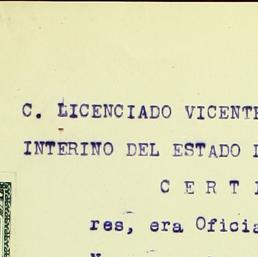 C. LICENCIADO VICENTE
INTERINO DEL ESTADO D
C E R T I
res, era Oficia